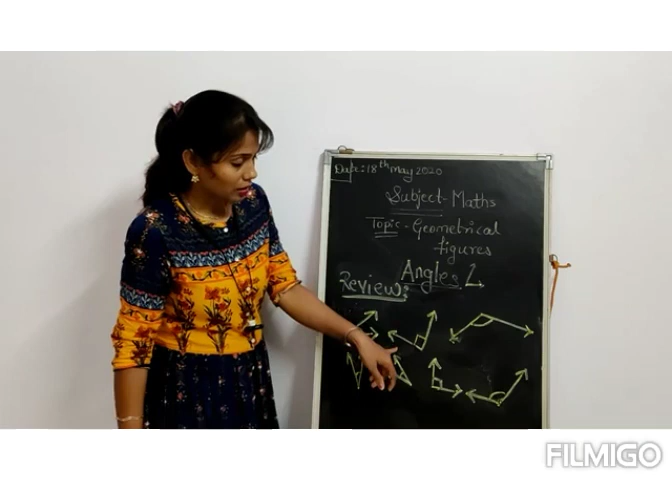 Date: 18th May 2020
Subject - Maths
Topic - Geometrical
figures
Angles ∠
Review:
FILMIGO